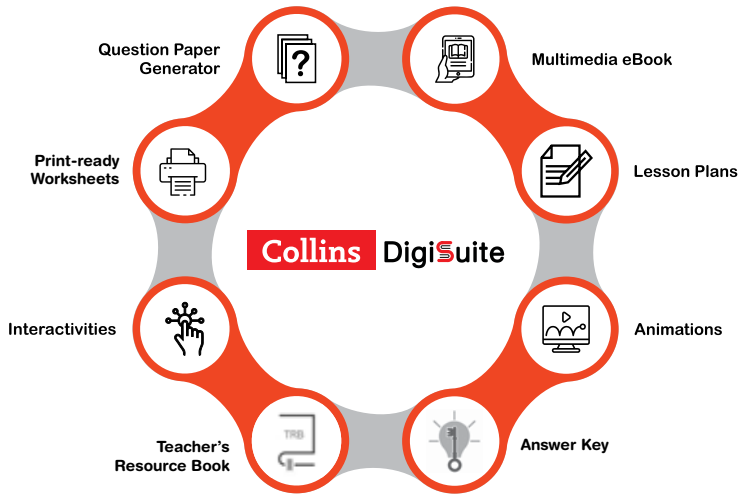 Question Paper
Generator
Multimedia eBook
Print-ready
Worksheets
Lesson Plans
Collins DigiSuite
Interactivities
Animations
TRB
Teacher's
Resource Book
Answer Key